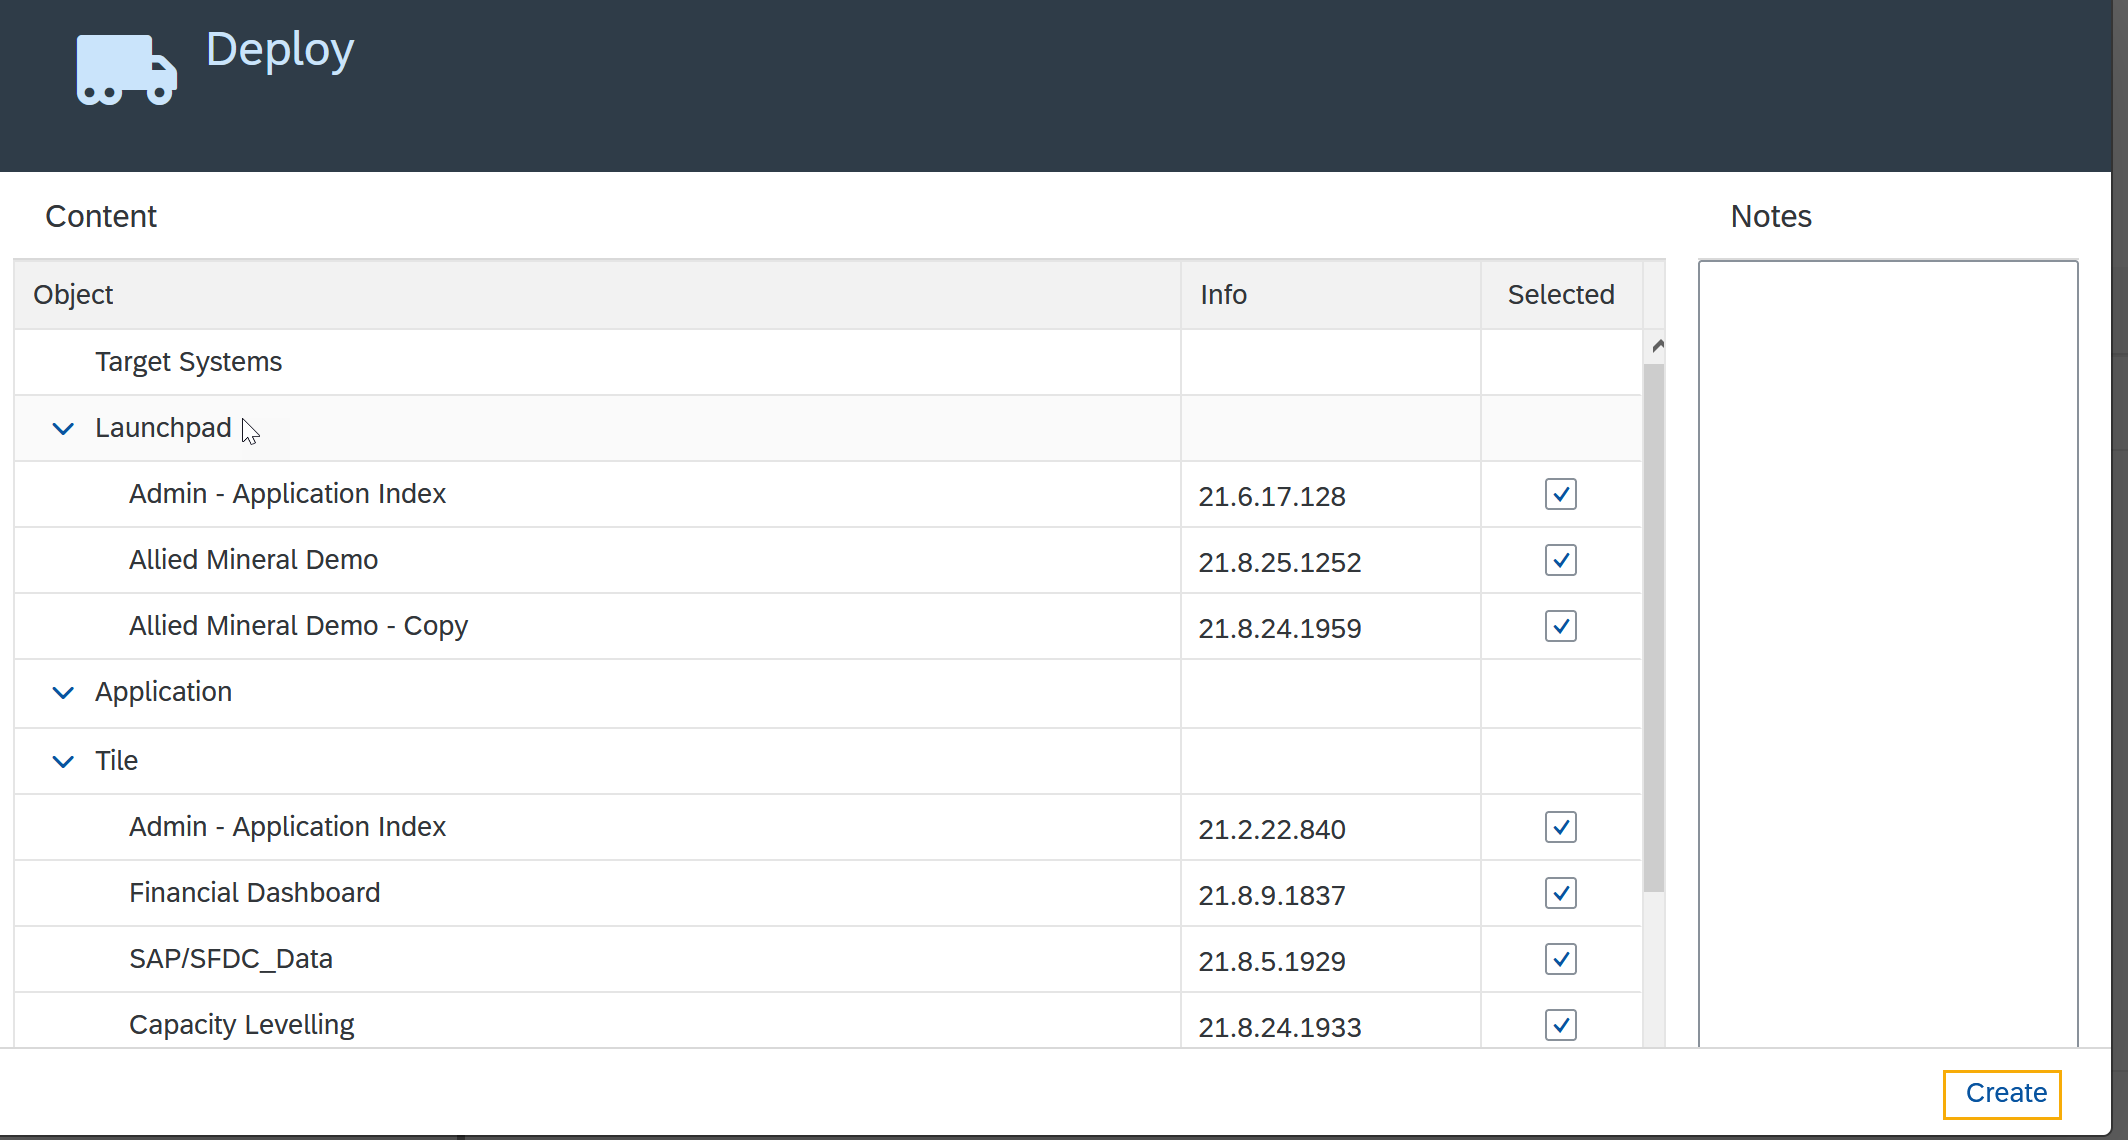 Deploy
Content
Notes
Object Info Selected
Target Systems
Launchpad
Admin - Application Index 21.6.17.128
Allied Mineral Demo 21.8.25.1252
Allied Mineral Demo - Copy 21.8.24.1959
Application
Tile
Admin - Application Index 21.2.22.840
Financial Dashboard 21.8.9.1837
SAP/SFDC_Data 21.8.5.1929
Capacity Levelling 21.8.24.1933
Create